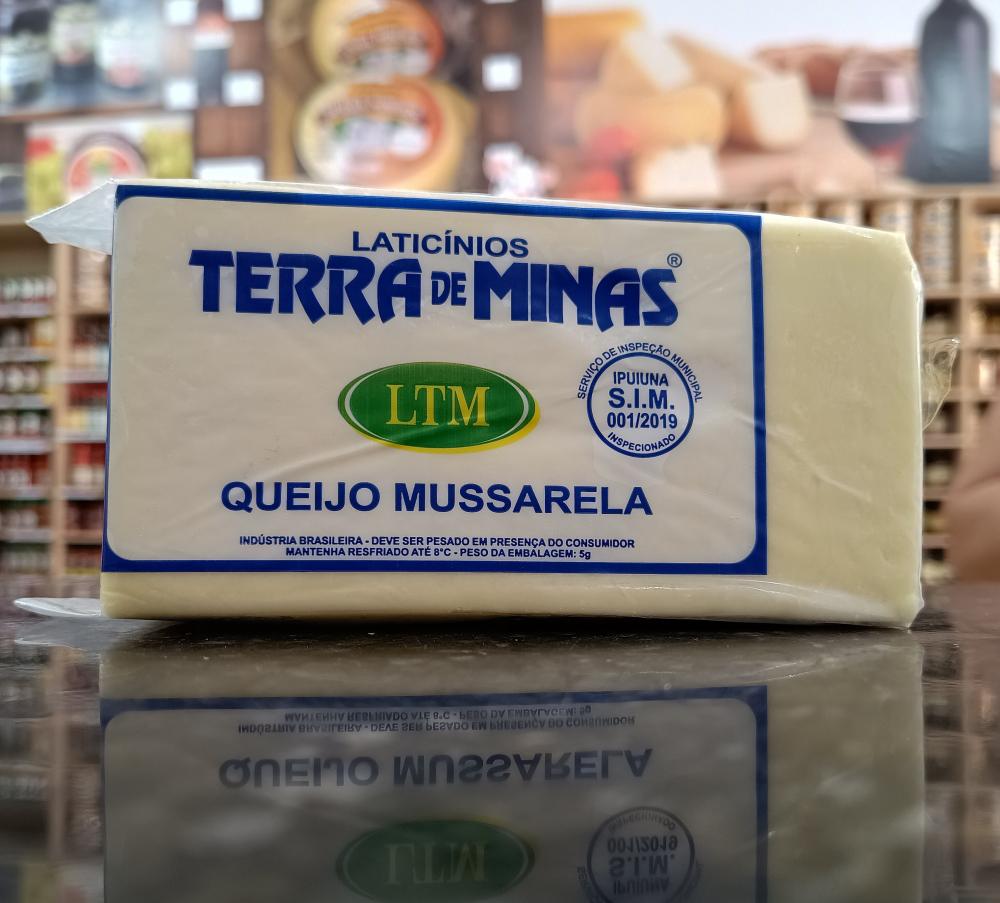 LATICÍNIOS
TERRA DE MINAS®
LTM
SERVIÇO DE INSPEÇÃO MUNICIPAL
IPUIUNA
S.I.M.
001/2019
INSPECIONADO
QUEIJO MUSSARELA
INDÚSTRIA BRASILEIRA - DEVE SER PESADO EM PRESENÇA DO CONSUMIDOR
MANTENHA RESFRIADO ATÉ 8°C - PESO DA EMBALAGEM: 5g